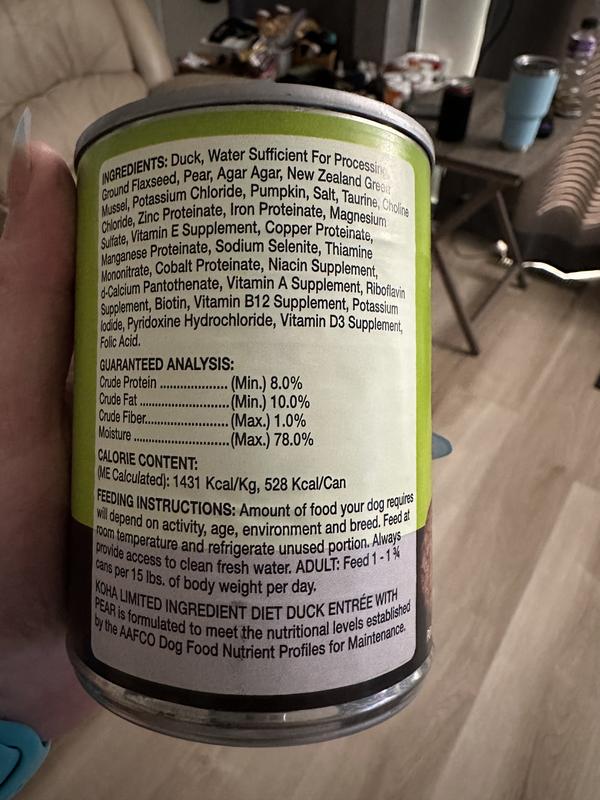 INGREDIENTS: Duck, Water Sufficient For Processing,
Ground Flaxseed, Pear, Agar Agar, New Zealand Green
Mussel, Potassium Chloride, Pumpkin, Salt, Taurine, Choline
Chloride, Zinc Proteinate, Iron Proteinate, Magnesium
Sulfate, Vitamin E Supplement, Copper Proteinate,
Manganese Proteinate, Sodium Selenite, Thiamine
Mononitrate, Cobalt Proteinate, Niacin Supplement,
d-Calcium Pantothenate, Vitamin A Supplement, Riboflavin
Supplement, Biotin, Vitamin B12 Supplement, Potassium
Iodide, Pyridoxine Hydrochloride, Vitamin D3 Supplement,
Folic Acid.
GUARANTEED ANALYSIS:
Crude Protein ................... (Min.) 8.0%
Crude Fat .......................... (Min.) 10.0%
Crude Fiber........................ (Max.) 1.0%
Moisture ........................... (Max.) 78.0%
CALORIE CONTENT:
(ME Calculated): 1431 Kcal/Kg, 528 Kcal/Can
FEEDING INSTRUCTIONS: Amount of food your dog requires
will depend on activity, age, environment and breed. Feed at
room temperature and refrigerate unused portion. Always
provide access to clean fresh water. ADULT: Feed 1 - 1 ¾
cans per 15 lbs. of body weight per day.
KOHA LIMITED INGREDIENT DIET DUCK ENTRÉE WITH
PEAR is formulated to meet the nutritional levels established
by the AAFCO Dog Food Nutrient Profiles for Maintenance.